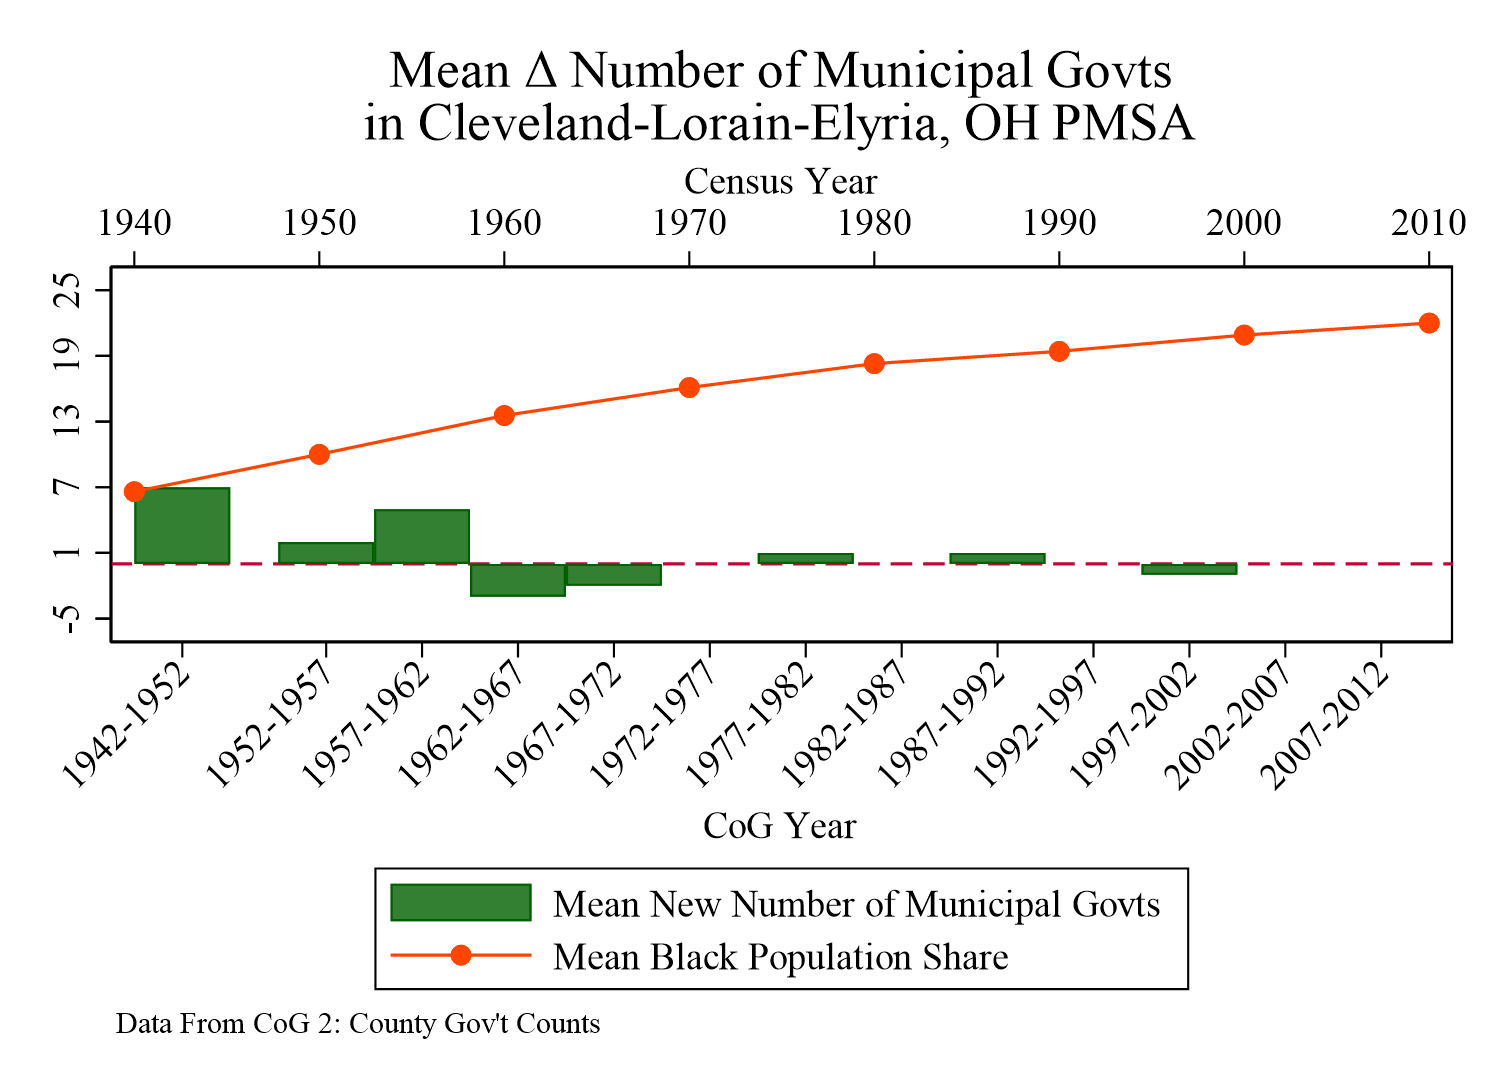 Mean Δ Number of Municipal Govts
in Cleveland-Lorain-Elyria, OH PMSA
Census Year
1940 1950 1960 1970 1980 1990 2000 2010
25
19
13
7
1
-5
1942-1952 1952-1957 1957-1962 1962-1967 1967-1972 1972-1977 1977-1982 1982-1987 1987-1992 1992-1997 1997-2002 2002-2007 2007-2012
CoG Year
Mean New Number of Municipal Govts
Mean Black Population Share
Data From CoG 2: County Gov't Counts